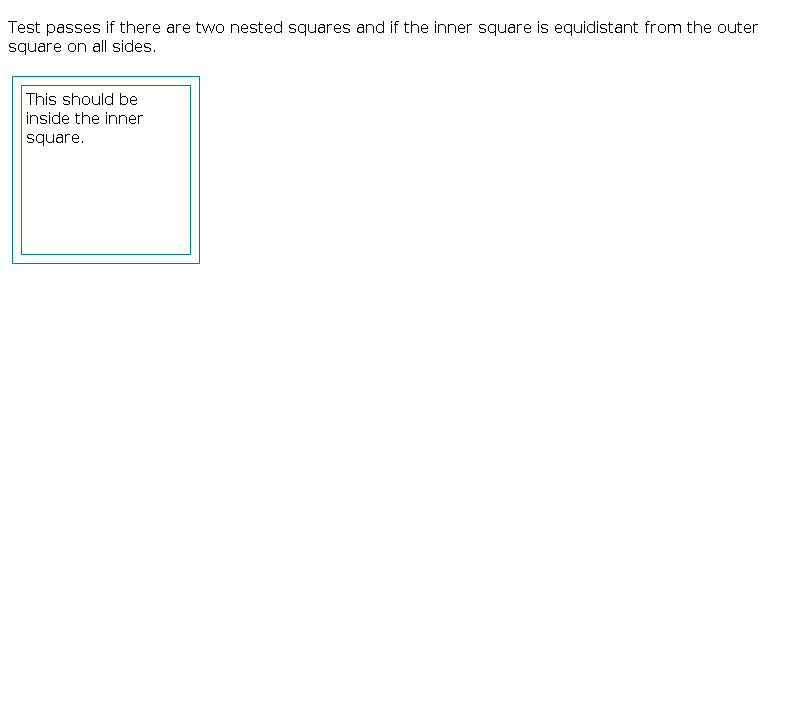 Test passes if there are two nested squares and if the inner square is equidistant from the outer
square on all sides.
This should be
inside the inner
square.